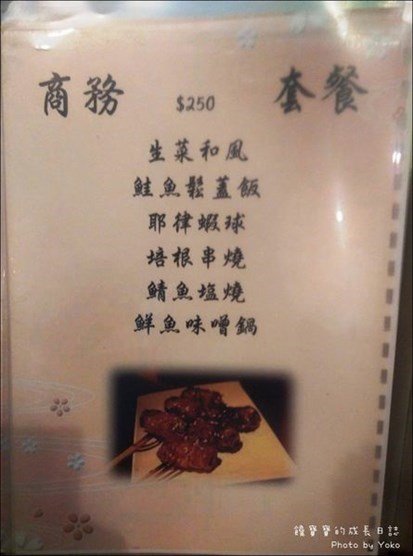 商務 $250 套餐
生菜和風
鮭魚鬆蓋飯
耶律蝦球
培根串燒
鯖魚塩燒
鮮魚味噌鍋
饅寶寶的成長日誌
Photo by Yoko